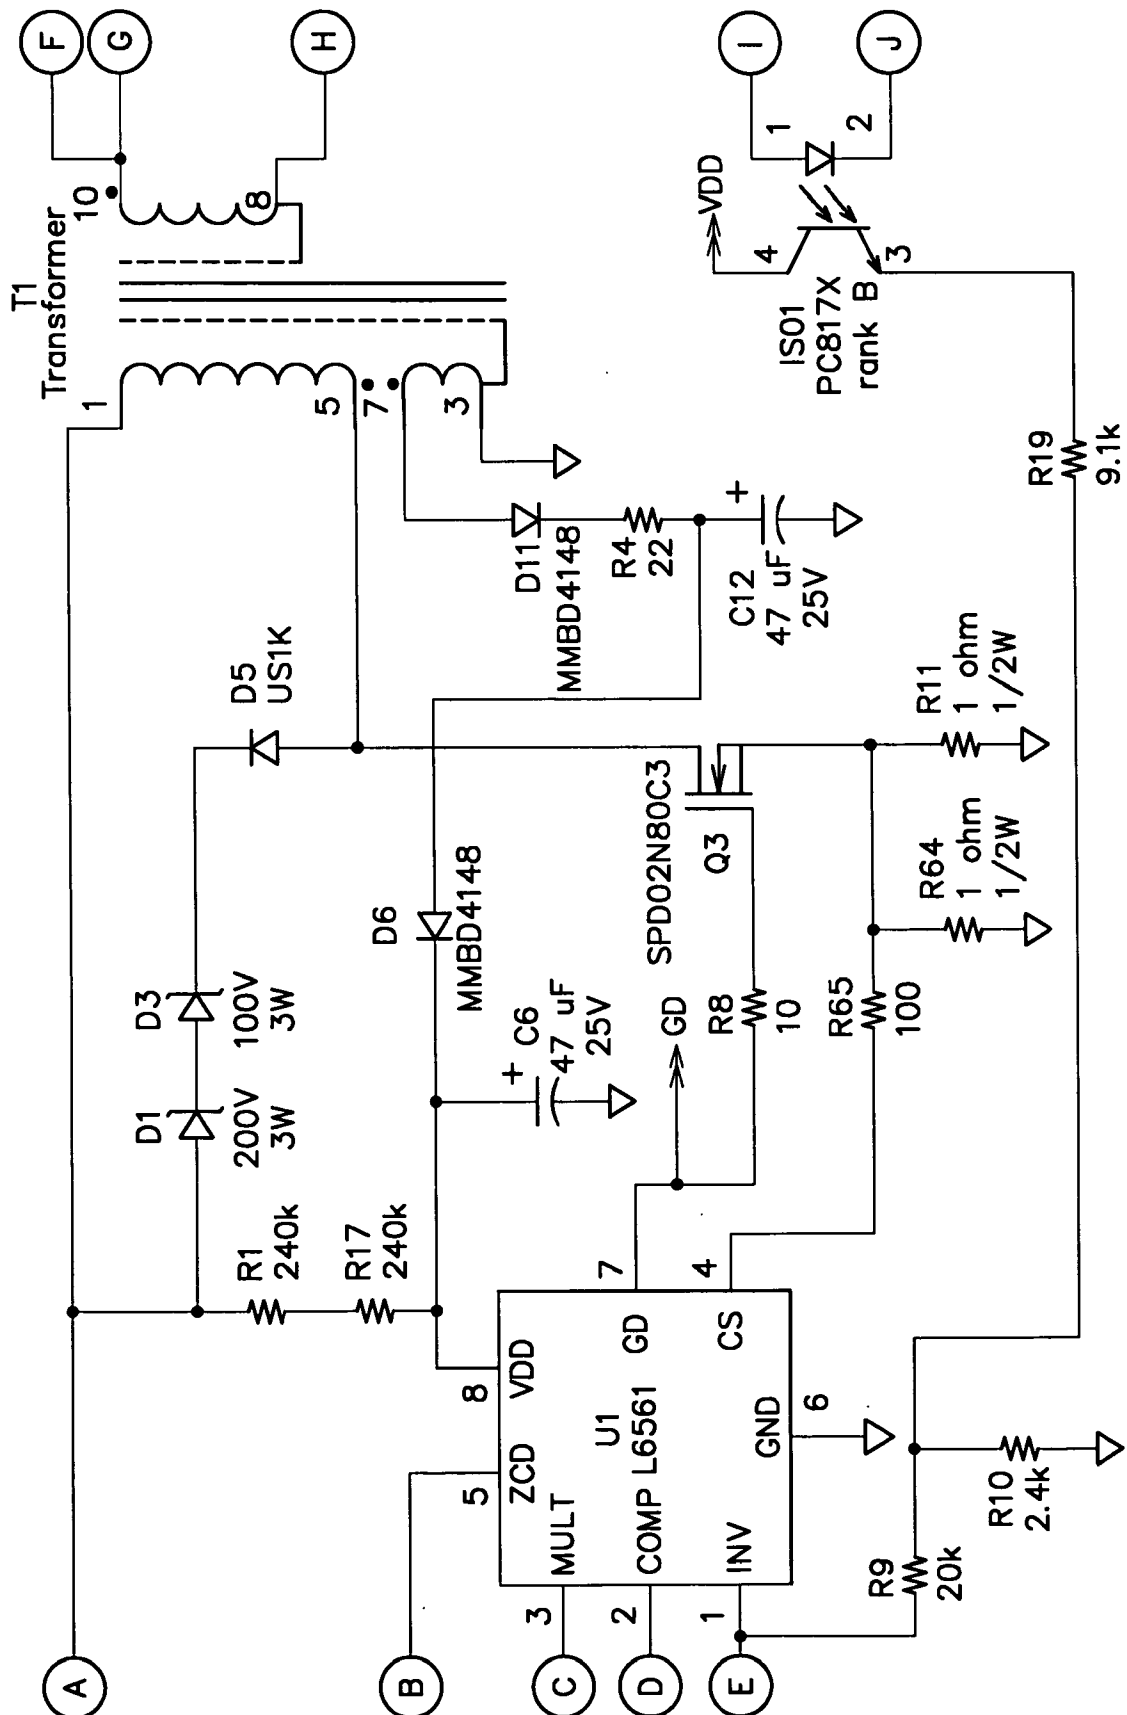 F
G
H
I
J
T1
Transformer
10
8
1
5
7
3
VDD
1
2
4
3
ISO1
PC817X
rank B
D5
US1K
D11
MMBD4148
R4
22
+
C12
47 uF
25V
R19
9.1k
D3
100V
3W
D1
200V
3W
D6
MMBD4148
+
C6
47 uF
25V
SPD02N80C3
Q3
R11
1 ohm
1/2W
R64
1 ohm
1/2W
GD
R8
10
R65
100
R1
240k
R17
240k
8
VDD
7
GD
4
CS
5
ZCD
U1
L6561
GND
6
MULT
3
COMP
2
INV
1
R10
2.4k
R9
20k
A
B
C
D
E